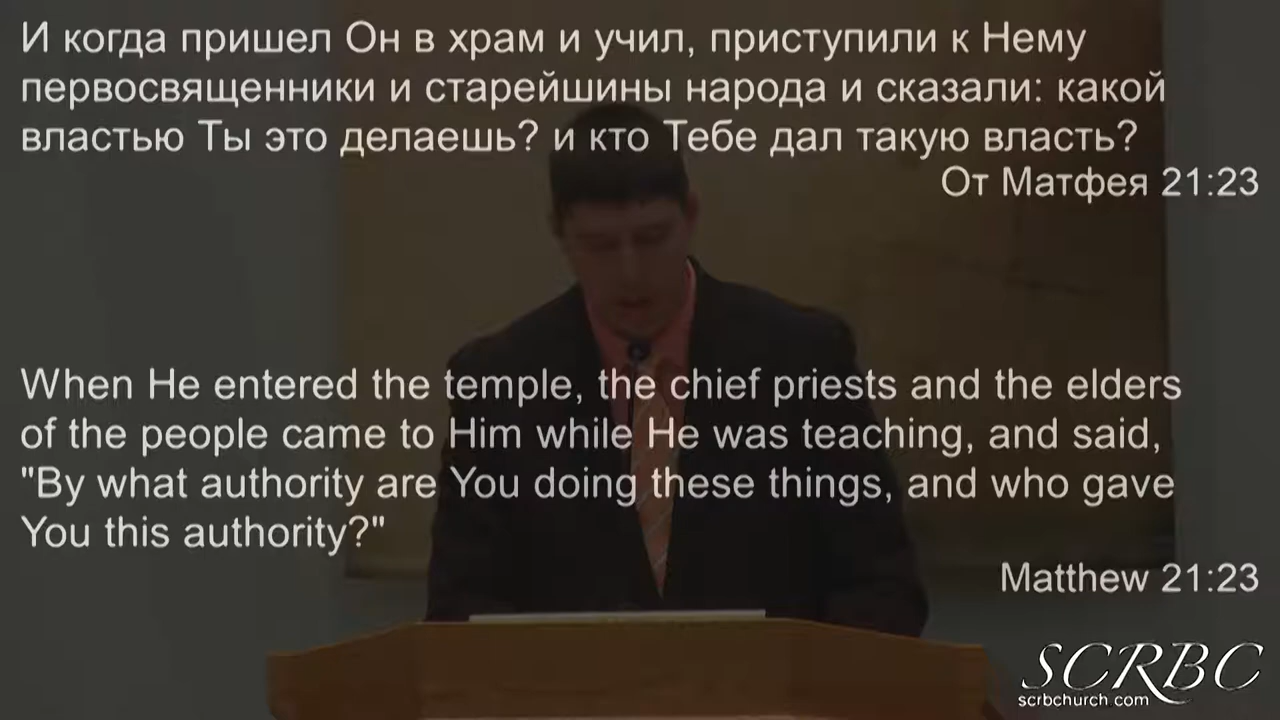 И когда пришел Он в храм и учил, приступили к Нему
первосвященники и старейшины народа и сказали: какой
властью Ты это делаешь? и кто Тебе дал такую власть?
От Матфея 21:23
When He entered the temple, the chief priests and the elders
of the people came to Him while He was teaching, and said,
"By what authority are You doing these things, and who gave
You this authority?"
Matthew 21:23
SCRBC
scrbchurch.com